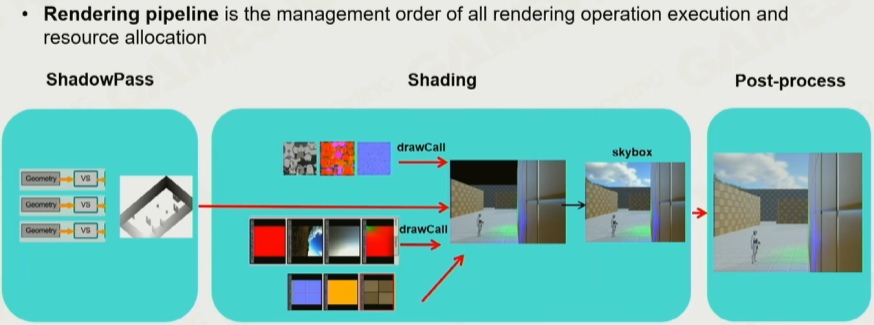 • Rendering pipeline is the management order of all rendering operation execution and
resource allocation
ShadowPass
Shading
Post-process
Geometry
VS
Geometry
VS
Geometry
VS
drawCall
drawCall
skybox